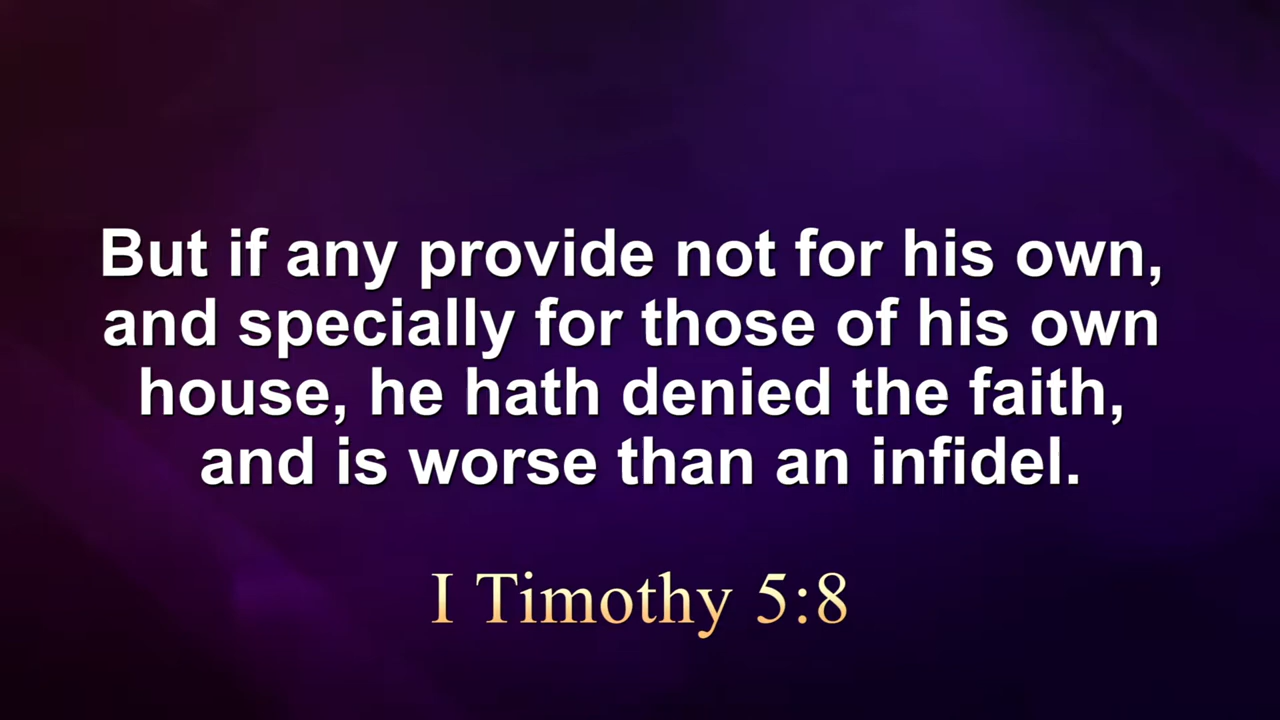 But if any provide not for his own,
and specially for those of his own
house, he hath denied the faith,
and is worse than an infidel.
I Timothy 5:8